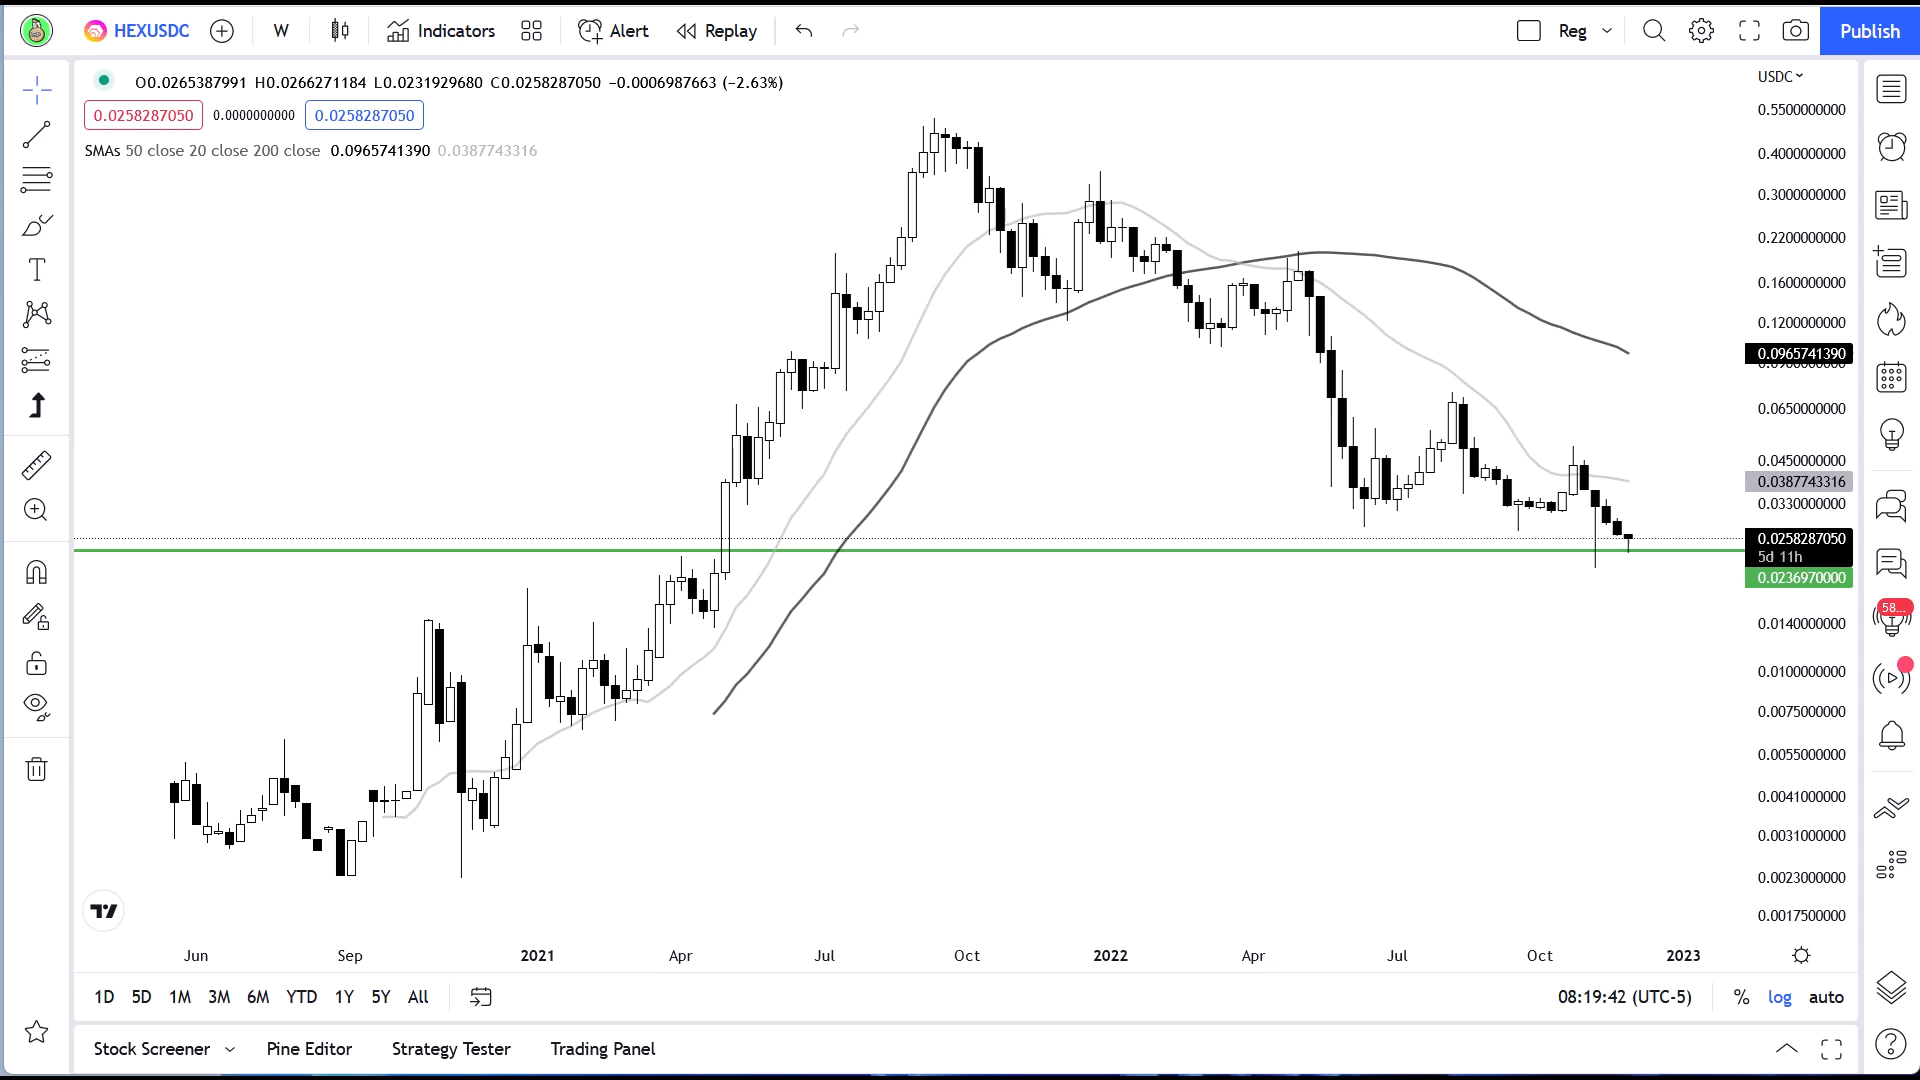 HEXUSDC W Indicators Alert Replay Reg Publish
O0.0265387991 H0.0266271184 L0.0231929680 C0.0258287050 −0.0006987663 (−2.63%)
USDC
0.0258287050 0.0000000000 0.0258287050
SMAs 50 close 20 close 200 close 0.0965741390 0.0387743316
0.5500000000
0.4000000000
0.3000000000
0.2200000000
0.1600000000
0.1200000000
0.0965741390
0.0650000000
0.0450000000
0.0387743316
0.0330000000
0.0258287050
5d 11h
0.0236970000
58...
0.0140000000
0.0100000000
0.0075000000
0.0055000000
0.0041000000
0.0031000000
0.0023000000
0.0017500000
Jun Sep 2021 Apr Jul Oct 2022 Apr Jul Oct 2023
1D 5D 1M 3M 6M YTD 1Y 5Y All 08:19:42 (UTC-5) % log auto
Stock Screener Pine Editor Strategy Tester Trading Panel